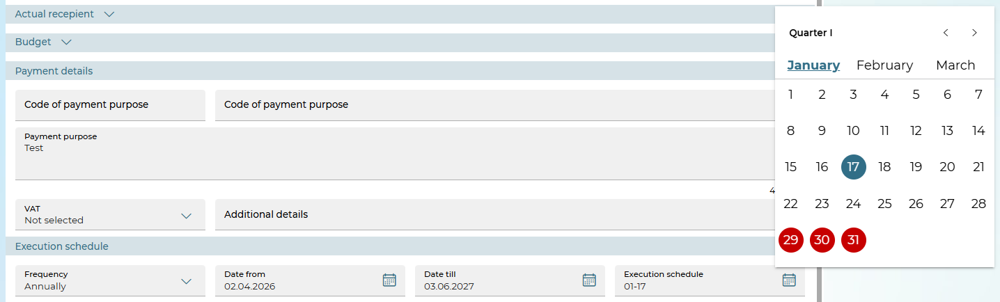 Actual recepient
Budget
Payment details
Code of payment purpose
Code of payment purpose
Payment purpose
Test
4
VAT
Not selected
Additional details
Execution schedule
Frequency
Annually
Date from
02.04.2026
Date till
03.06.2027
Execution schedule
01-17
Quarter I
January February March
1 2 3 4 5 6 7
8 9 10 11 12 13 14
15 16 17 18 19 20 21
22 23 24 25 26 27 28
29 30 31